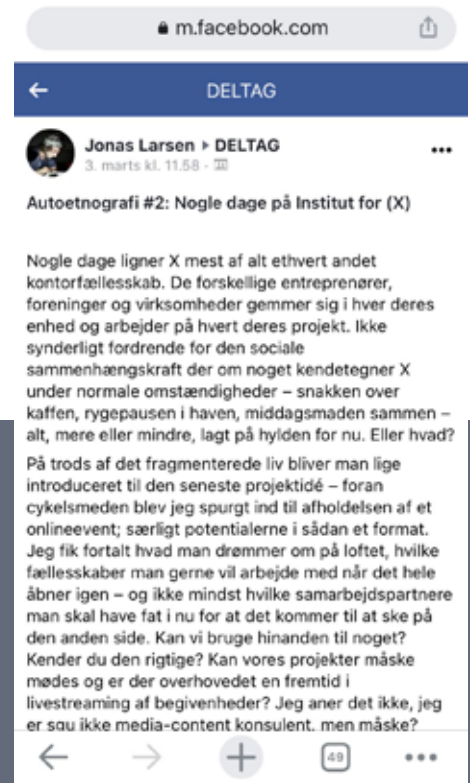 m.facebook.com
DELTAG
Jonas Larsen ▸ DELTAG
3. marts kl. 11.58 ·
Autoetnografi #2: Nogle dage på Institut for (X)
Nogle dage ligner X mest af alt ethvert andet
kontorfællesskab. De forskellige entreprenører,
foreninger og virksomheder gemmer sig i hver deres
enhed og arbejder på hvert deres projekt. Ikke
synderligt fordrende for den sociale
sammenhængskraft der om noget kendetegner X
under normale omstændigheder – snakken over
kaffen, rygepausen i haven, middagsmaden sammen –
alt, mere eller mindre, lagt på hylden for nu. Eller hvad?
På trods af det fragmenterede liv bliver man lige
introduceret til den seneste projektidé – foran
cykelsmeden blev jeg spurgt ind til afholdelsen af et
onlineevent; særligt potentialerne i sådan et format.
Jeg fik fortalt hvad man drømmer om på loftet, hvilke
fællesskaber man gerne vil arbejde med når det hele
åbner igen – og ikke mindst hvilke samarbejdspartnere
man skal have fat i nu for at det kommer til at ske på
den anden side. Kan vi bruge hinanden til noget?
Kender du den rigtige? Kan vores projekter måske
mødes og er der overhovedet en fremtid i
livestreaming af begivenheder? Jeg aner det ikke, jeg
er sgu ikke media-content konsulent, men måske?
49